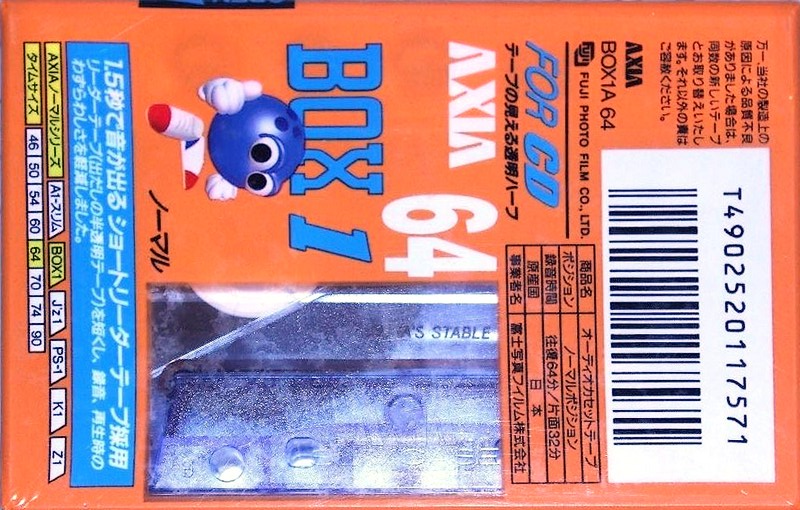 AXIA 64
BOX 1
ノーマル
FOR CD
テープの見える透明ハーフ
FUJI PHOTO FILM CO., LTD.
AXIA
BOX1A 64
万一、当社の製造上の
原因による品質不良
がありました場合は、
同数の新しいテープ
とお取り替えいたし
ます。それ以外の責は
ご容赦ください。
T4902520117571
商品名 オーディオカセットテープ
ポジション ノーマルポジション
録音時間 往復64分/片面32分
原産国 日本
事業者名 富士写真フイルム株式会社
A'S STABLE
1.5秒で音が出るショートリーダーテープ採用
リーダーテープ(出だしの半透明テープ)を短くし、録音、再生時の
わずらわしさを軽減しました。
AXIAノーマルシリーズ A1-スリム BOX1 J'z1 PS-1 K1 Z1
タイムサイズ 46 50 54 60 64 70 74 90